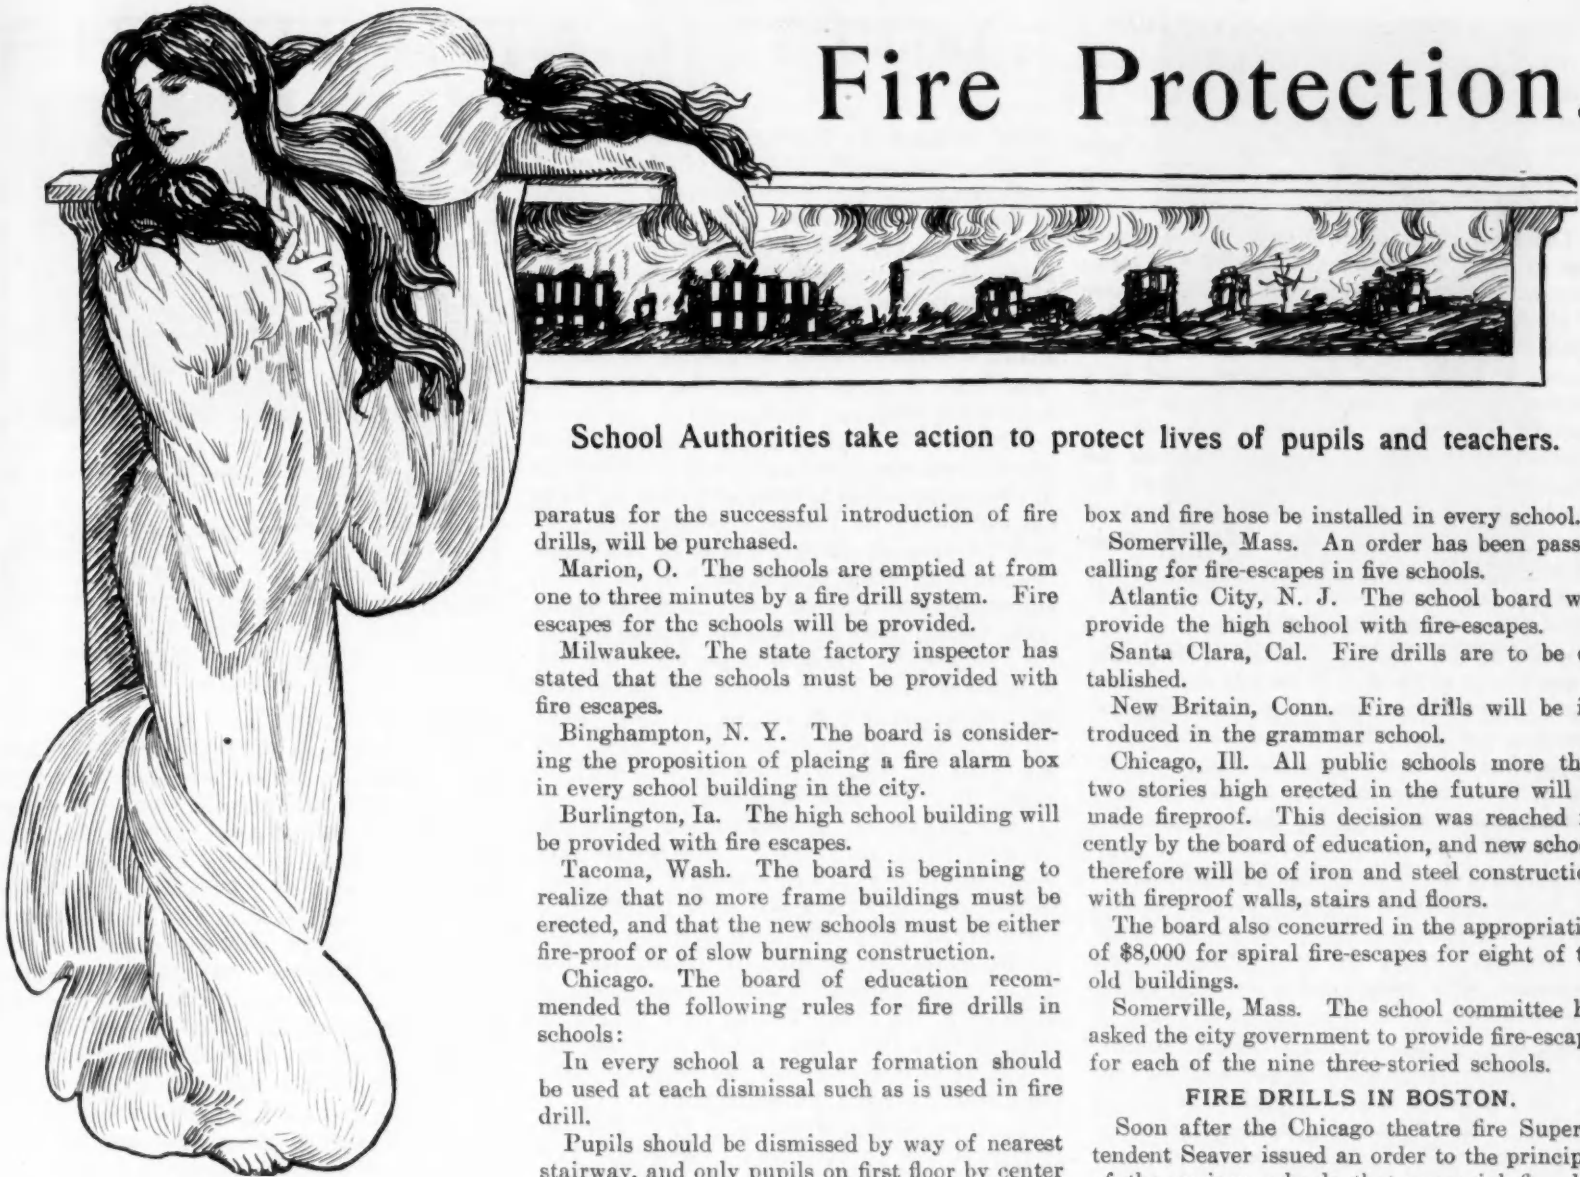 Fire Protection.
School Authorities take action to protect lives of pupils and teachers.
paratus for the successful introduction of fire
drills, will be purchased.
Marion, O. The schools are emptied at from
one to three minutes by a fire drill system. Fire
escapes for the schools will be provided.
Milwaukee. The state factory inspector has
stated that the schools must be provided with
fire escapes.
Binghampton, N. Y. The board is consider-
ing the proposition of placing a fire alarm box
in every school building in the city.
Burlington, Ia. The high school building will
be provided with fire escapes.
Tacoma, Wash. The board is beginning to
realize that no more frame buildings must be
erected, and that the new schools must be either
fire-proof or of slow burning construction.
Chicago. The board of education recom-
mended the following rules for fire drills in
schools:
In every school a regular formation should
be used at each dismissal such as is used in fire
drill.
Pupils should be dismissed by way of nearest
stairway, and only pupils on first floor by center
box and fire hose be installed in every school.
Somerville, Mass. An order has been pass
calling for fire-escapes in five schools.
Atlantic City, N. J. The school board w
provide the high school with fire-escapes.
Santa Clara, Cal. Fire drills are to be
tablished.
New Britain, Conn. Fire drills will be i
troduced in the grammar school.
Chicago, Ill. All public schools more th
two stories high erected in the future will
made fireproof. This decision was reached
cently by the board of education, and new schoo
therefore will be of iron and steel constructio
with fireproof walls, stairs and floors.
The board also concurred in the appropriati
of $8,000 for spiral fire-escapes for eight of t
old buildings.
Somerville, Mass. The school committee h
asked the city government to provide fire-escap
for each of the nine three-storied schools.
FIRE DRILLS IN BOSTON.
Soon after the Chicago theatre fire Super
tendent Seaver issued an order to the princip